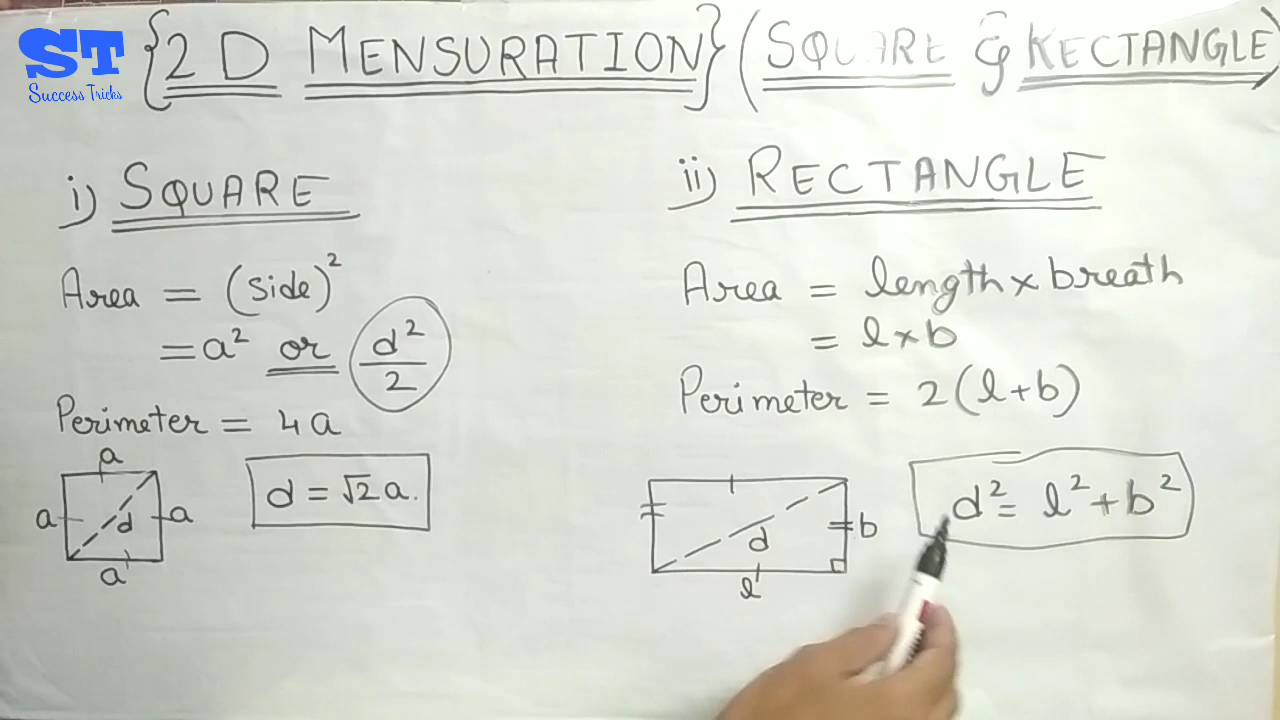 ST
Success Tricks
{2 D MENSURATION} (SQUARE & RECTANGLE)
i) SQUARE
Area = (side)²
= a² or d²/2
Perimeter = 4a
a
a d a
a
d = √2 a.
ii) RECTANGLE
Area = length × breath
= l × b
Perimeter = 2(l+b)
d b
l
d² = l² + b²